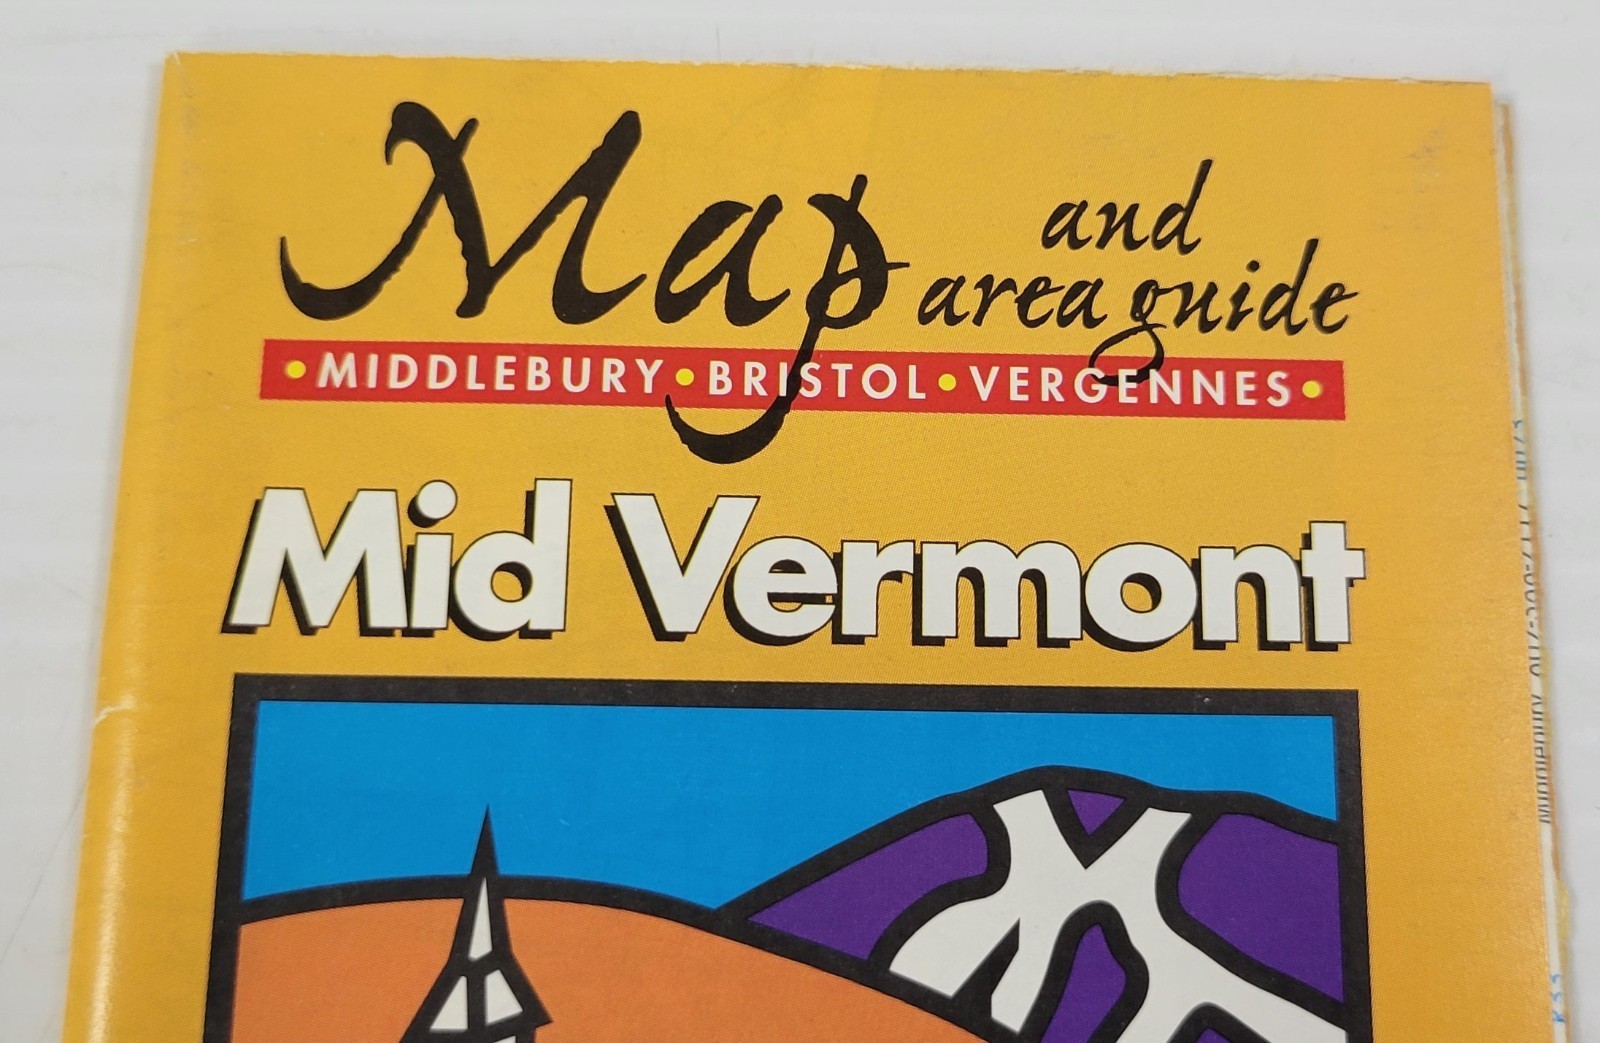 Map and
area guide
•MIDDLEBURY•BRISTOL•VERGENNES•
Mid Vermont